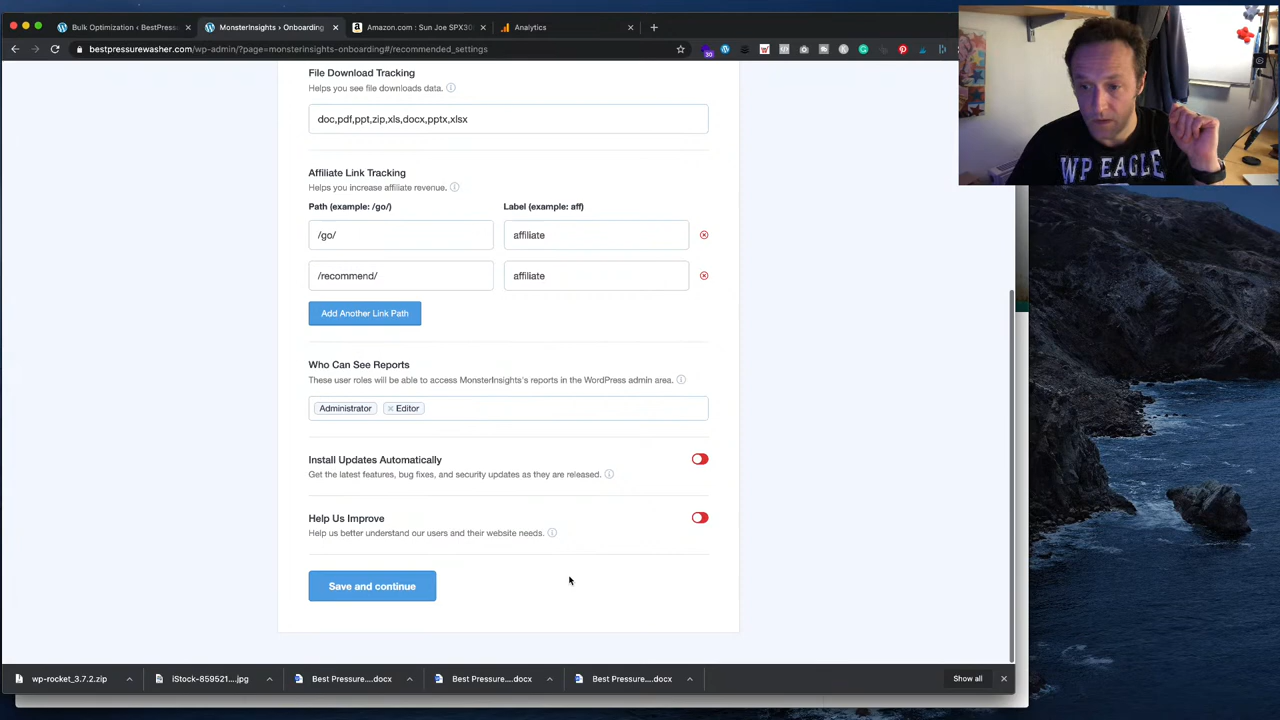 Bulk Optimization ‹ BestPress
MonsterInsights › Onboarding
Amazon.com : Sun Joe SPX30
Analytics
bestpressurewasher.com/wp-admin/?page=monsterinsights-onboarding#/recommended_settings
30
File Download Tracking
Helps you see file downloads data.
doc,pdf,ppt,zip,xls,docx,pptx,xlsx
Affiliate Link Tracking
Helps you increase affiliate revenue.
Path (example: /go/)
Label (example: aff)
/go/
affiliate
/recommend/
affiliate
Add Another Link Path
Who Can See Reports
These user roles will be able to access MonsterInsights's reports in the WordPress admin area.
Administrator
Editor
Install Updates Automatically
Get the latest features, bug fixes, and security updates as they are released.
Help Us Improve
Help us better understand our users and their website needs.
Save and continue
WP EAGLE
wp-rocket_3.7.2.zip
iStock-859521....jpg
Best Pressure....docx
Best Pressure....docx
Best Pressure....docx
Show all